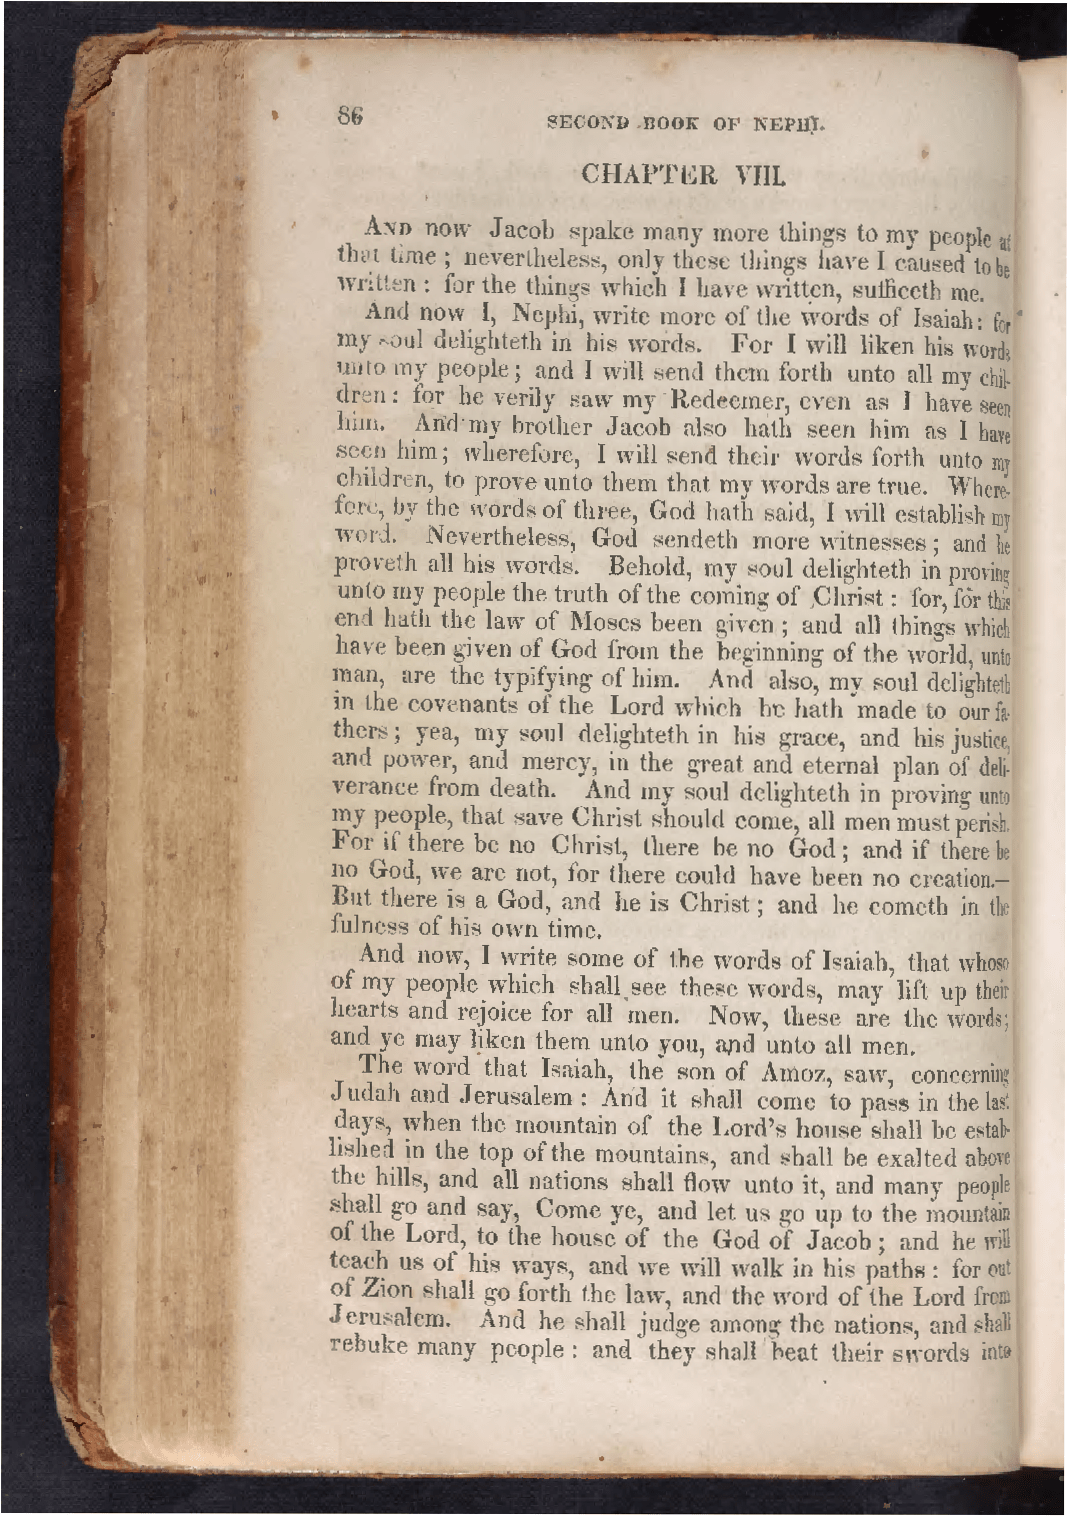 86
SECOND BOOK OF NEPHI.
CHAPTER VIII.
AND now Jacob spake many more things to my people at
that time ; nevertheless, only these things have I caused to be
written : for the things which I have written, sufficeth me.
And now I, Nephi, write more of the words of Isaiah : for
my soul delighteth in his words. For I will liken his words
unto my people ; and I will send them forth unto all my chil-
dren : for he verily saw my Redeemer, even as I have seen
him. And my brother Jacob also hath seen him as I have
seen him ; wherefore, I will send their words forth unto my
children, to prove unto them that my words are true. Where-
fore, by the words of three, God hath said, I will establish my
word. Nevertheless, God sendeth more witnesses ; and he
proveth all his words. Behold, my soul delighteth in proving
unto my people the truth of the coming of Christ : for, for this
end hath the law of Moses been given ; and all things which
have been given of God from the beginning of the world, unto
man, are the typifying of him. And also, my soul delighteth
in the covenants of the Lord which he hath made to our fa-
thers ; yea, my soul delighteth in his grace, and his justice,
and power, and mercy, in the great and eternal plan of deli-
verance from death. And my soul delighteth in proving unto
my people, that save Christ should come, all men must perish.
For if there be no Christ, there be no God ; and if there be
no God, we are not, for there could have been no creation.—
But there is a God, and he is Christ ; and he cometh in the
fulness of his own time.
And now, I write some of the words of Isaiah, that whoso
of my people which shall see these words, may lift up their
hearts and rejoice for all men. Now, these are the words ;
and ye may liken them unto you, and unto all men.
The word that Isaiah, the son of Amoz, saw, concerning
Judah and Jerusalem : And it shall come to pass in the last
days, when the mountain of the Lord's house shall be estab-
lished in the top of the mountains, and shall be exalted above
the hills, and all nations shall flow unto it, and many people
shall go and say, Come ye, and let us go up to the mountain
of the Lord, to the house of the God of Jacob ; and he will
teach us of his ways, and we will walk in his paths : for out
of Zion shall go forth the law, and the word of the Lord from
Jerusalem. And he shall judge among the nations, and shall
rebuke many people : and they shall beat their swords into